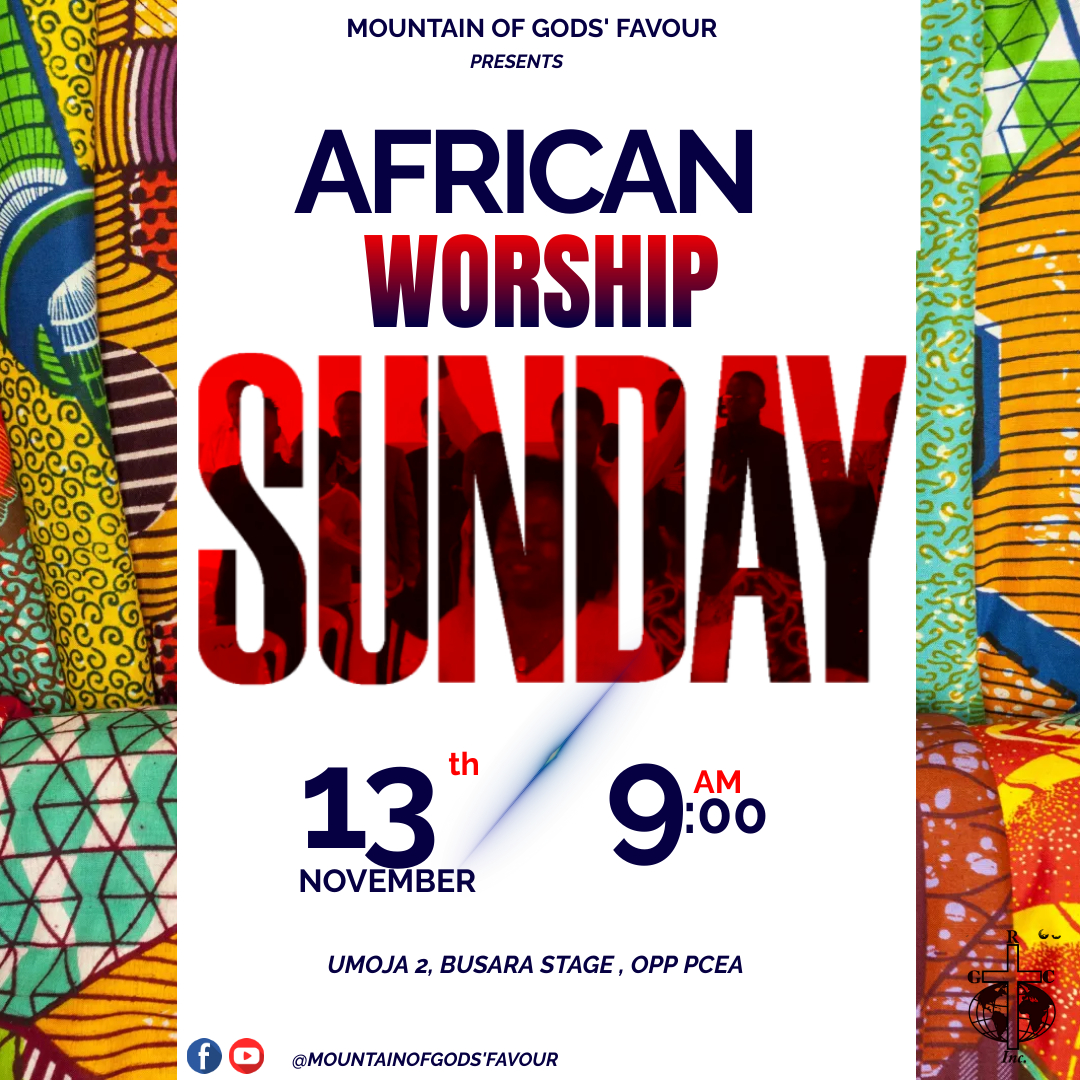 MOUNTAIN OF GODS' FAVOUR
PRESENTS
AFRICAN
WORSHIP
SUNDAY
13th
NOVEMBER
9:00 AM
UMOJA 2, BUSARA STAGE , OPP PCEA
@MOUNTAINOFGODS'FAVOUR
R
G C
Inc.